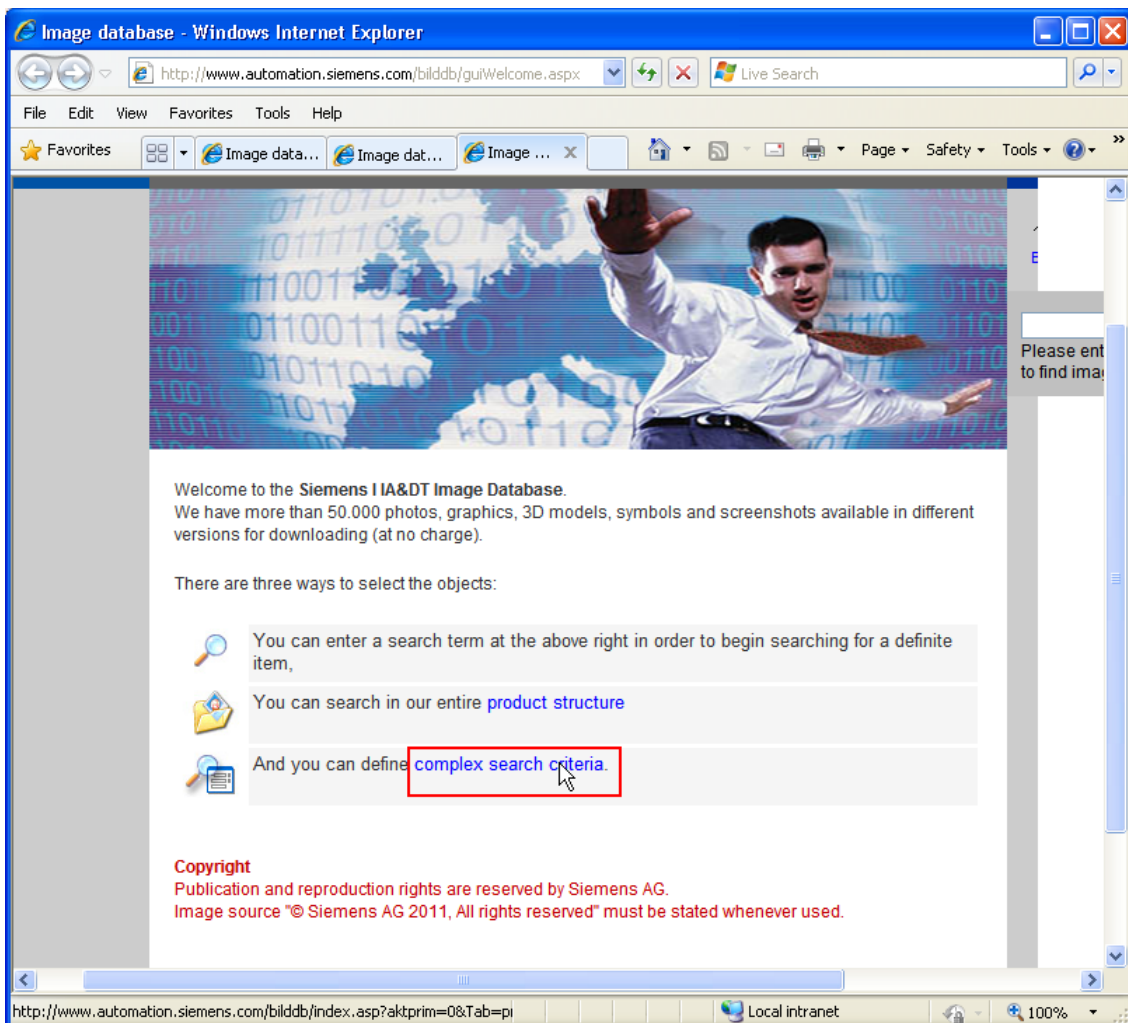 Image database - Windows Internet Explorer
http://www.automation.siemens.com/bilddb/guiWelcome.aspx
Live Search
File Edit View Favorites Tools Help
Favorites
Image data...
Image dat...
Image ...
Page
Safety
Tools
Please ent
to find ima
Welcome to the Siemens I IA&DT Image Database.
We have more than 50.000 photos, graphics, 3D models, symbols and screenshots available in different
versions for downloading (at no charge).
There are three ways to select the objects:
You can enter a search term at the above right in order to begin searching for a definite
item,
You can search in our entire product structure
And you can define complex search criteria.
Copyright
Publication and reproduction rights are reserved by Siemens AG.
Image source "© Siemens AG 2011, All rights reserved" must be stated whenever used.
http://www.automation.siemens.com/bilddb/index.asp?aktprim=0&Tab=pi
Local intranet
100%